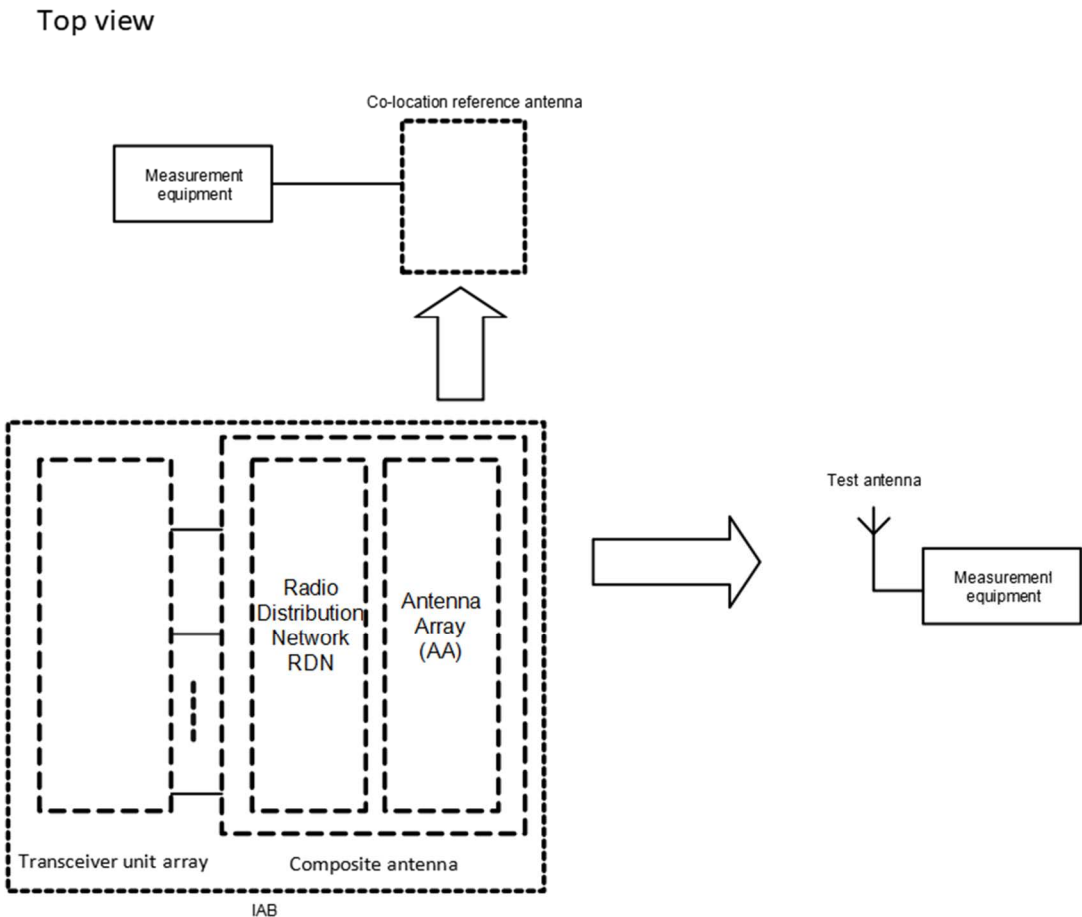 Top view
Co-location reference antenna
Measurement
equipment
Test antenna
Measurement
equipment
Radio
Distribution
Network
RDN
Antenna
Array
(AA)
Transceiver unit array
Composite antenna
IAB